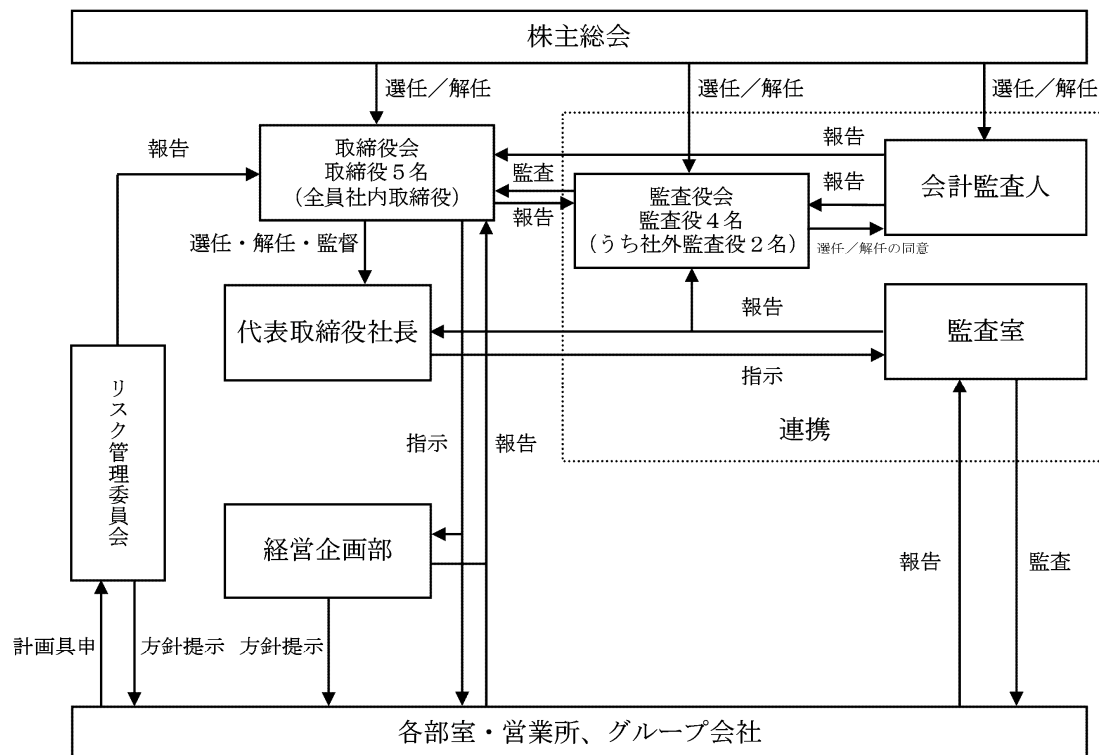 株主総会
選任／解任
選任／解任
選任／解任
報告
取締役会
取締役５名
（全員社内取締役）
監査
報告
報告
報告
監査役会
監査役４名
（うち社外監査役２名）
会計監査人
選任／解任の同意
選任・解任・監督
代表取締役社長
報告
指示
監査室
連携
リスク管理委員会
指示
報告
経営企画部
報告
監査
計画具申
方針提示
方針提示
各部室・営業所、グループ会社